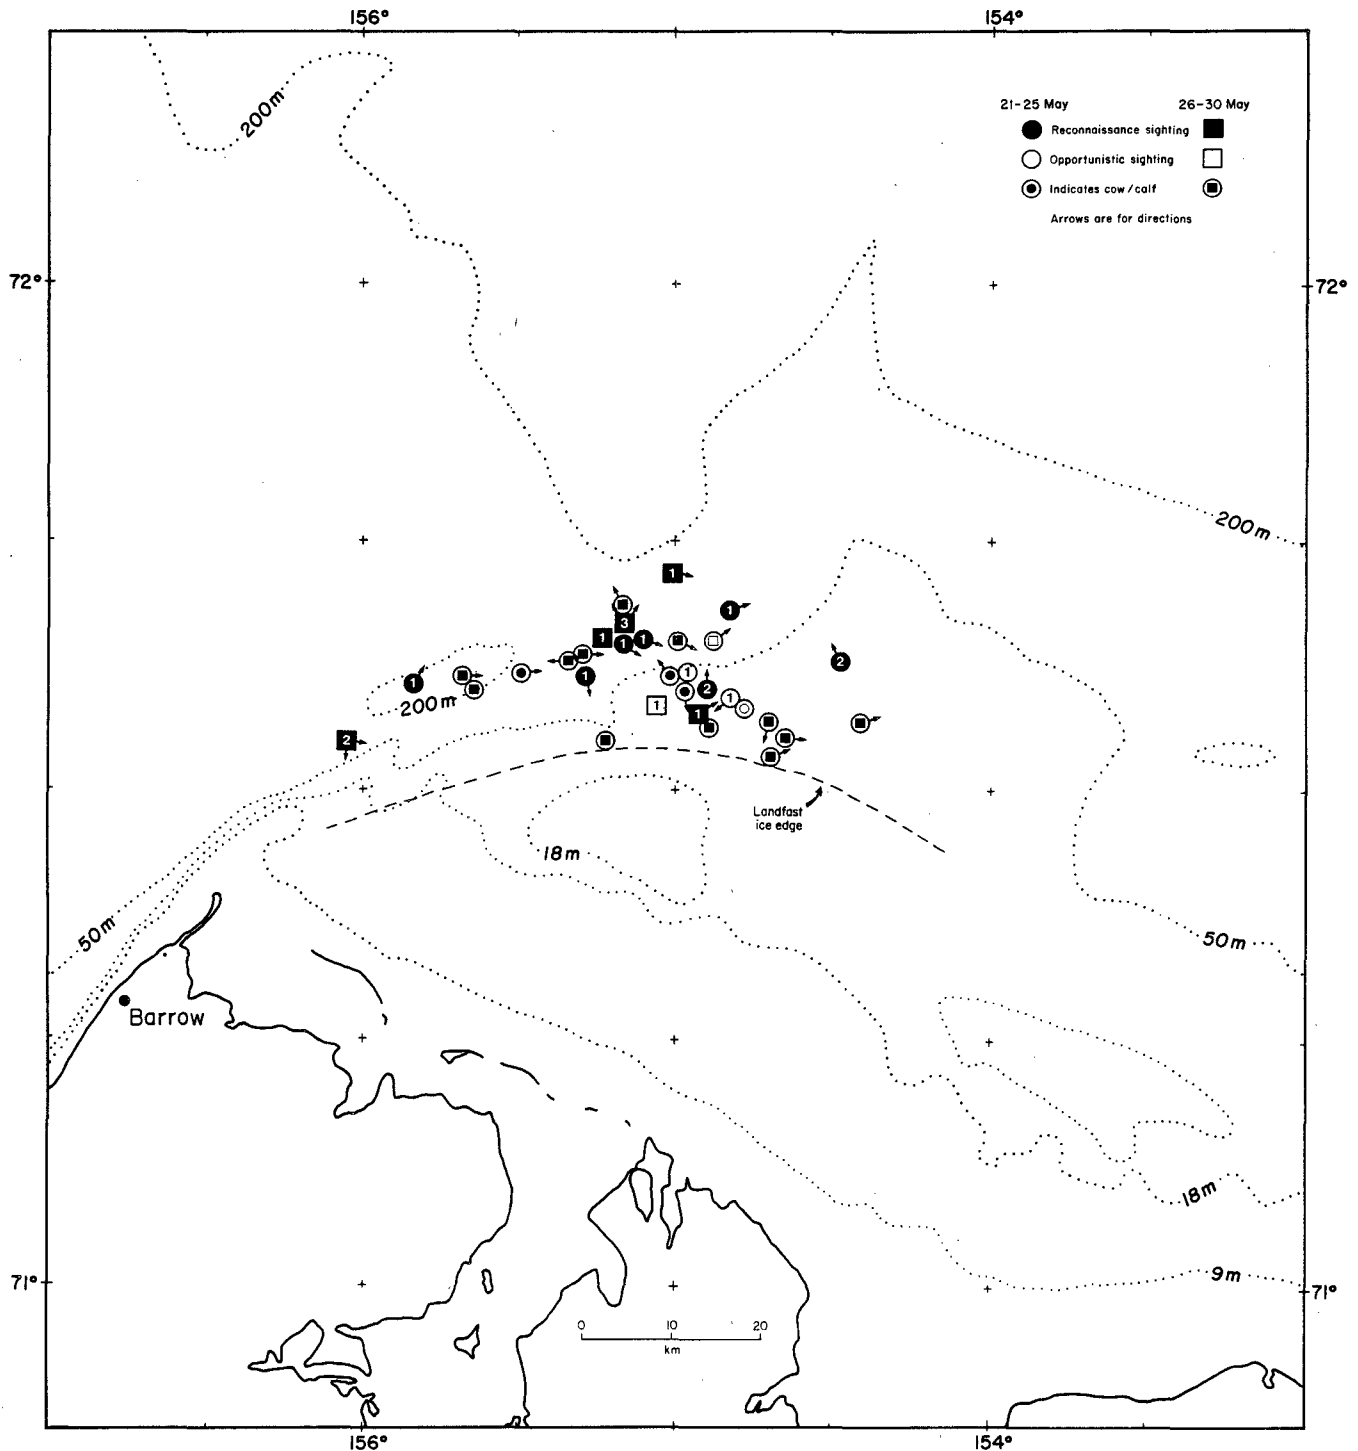 156°
154°
200m
21-25 May
26-30 May
Reconnaissance sighting
Opportunistic sighting
Indicates cow/calf
Arrows are for directions
72°
72°
200m
1
3
1
1
1
1
1
2
1
1
200m
1
2
1
1
2
Landfast
ice edge
18m
50m
50m
Barrow
18m
9m
71°
71°
0
10
20
km
156°
154°